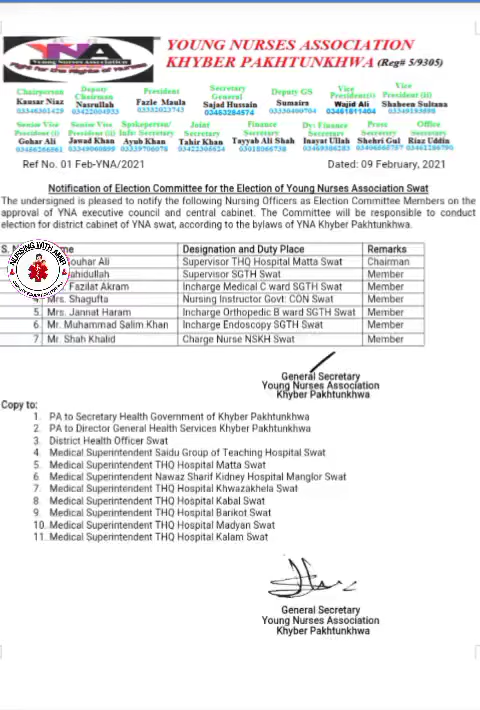 YNA
Young Nurses Association
Fight for the Rights of Nurses
YOUNG NURSES ASSOCIATION
KHYBER PAKHTUNKHWA (Reg# 5/9305)
Chairperson Deputy Chairman President Secretary General Deputy GS Vice President(i) Vice President (ii)
Kausar Niaz Nasrullah Fazle Maula Sajad Hussain Sumaira Wajid Ali Shaheen Sultana
Senior Vice President (i) Senior Vice President (ii) Spokeperson/ Info: Secretary Joint Secretary Finance Secretary Dy: Finance Secretary Press Secretary Office Secretary
Gohar Ali Jawad Khan Ayub Khan Tahir Khan Tayyab Ali Shah Inayat Ullah Shehri Gul Riaz Uddin
Ref No. 01 Feb-YNA/2021 Dated: 09 February, 2021
Notification of Election Committee for the Election of Young Nurses Association Swat
The undersigned is pleased to notify the following Nursing Officers as Election Committee Members on the
approval of YNA executive council and central cabinet. The Committee will be responsible to conduct
election for district cabinet of YNA swat, according to the bylaws of YNA Khyber Pakhtunkhwa.
S. Designation and Duty Place Remarks
Ali Supervisor THQ Hospital Matta Swat Chairman
Supervisor SGTH Swat Member
Fazilat Akram Incharge Medical C ward SGTH Swat Member
Mrs. Shagufta Nursing Instructor Govt: CON Swat Member
5. Mrs. Jannat Haram Incharge Orthopedic B ward SGTH Swat Member
6. Mr. Muhammad Salim Khan Incharge Endoscopy SGTH Swat Member
7. Mr. Shah Khalid Charge Nurse NSKH Swat Member
NURSING WITH AMIR
General Secretary
Young Nurses Association
Khyber Pakhtunkhwa
Copy to:
1. PA to Secretary Health Government of Khyber Pakhtunkhwa
2. PA to Director General Health Services Khyber Pakhtunkhwa
3. District Health Officer Swat
4. Medical Superintendent Saidu Group of Teaching Hospital Swat
5. Medical Superintendent THQ Hospital Matta Swat
6. Medical Superintendent Nawaz Sharif Kidney Hospital Manglor Swat
7. Medical Superintendent THQ Hospital Khwazakhela Swat
8. Medical Superintendent THQ Hospital Kabal Swat
9. Medical Superintendent THQ Hospital Barikot Swat
10. Medical Superintendent THQ Hospital Madyan Swat
11. Medical Superintendent THQ Hospital Kalam Swat
General Secretary
Young Nurses Association
Khyber Pakhtunkhwa